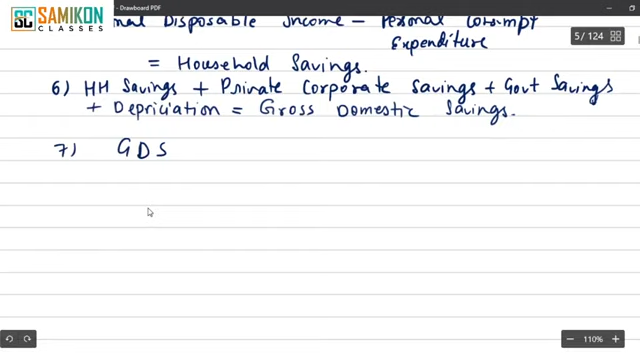 SAMIKON
CLASSES
- Drawboard PDF
5 / 124
nal Disposable Income - Personal Consumpt
Expenditure
= Household Savings.
6) HH Savings + Private Corporate Savings + Govt Savings
+ Depriciation = Gross Domestic Savings.
7) GDS
110%